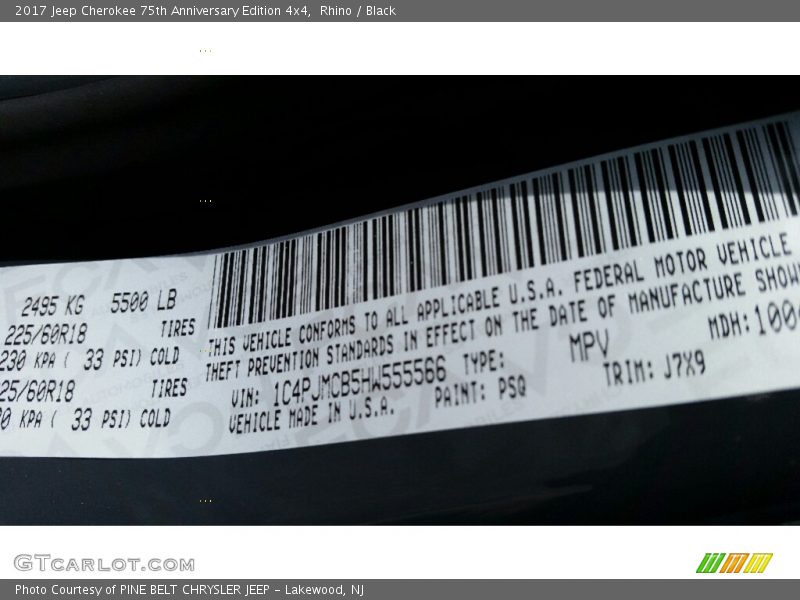 2017 Jeep Cherokee 75th Anniversary Edition 4x4,  Rhino / Black
2495 KG 5500 LB
225/60R18 TIRES
230 KPA ( 33 PSI) COLD
25/60R18 TIRES
0 KPA ( 33 PSI) COLD
THIS VEHICLE CONFORMS TO ALL APPLICABLE U.S.A. FEDERAL MOTOR VEHICLE
THEFT PREVENTION STANDARDS IN EFFECT ON THE DATE OF MANUFACTURE SHOW
VIN: 1C4PJMCB5HW555566 TYPE: MPV MDH: 100
VEHICLE MADE IN U.S.A. PAINT: PSQ TRIM: J7X9
GTCARLOT.COM
Photo Courtesy of PINE BELT CHRYSLER JEEP - Lakewood, NJ